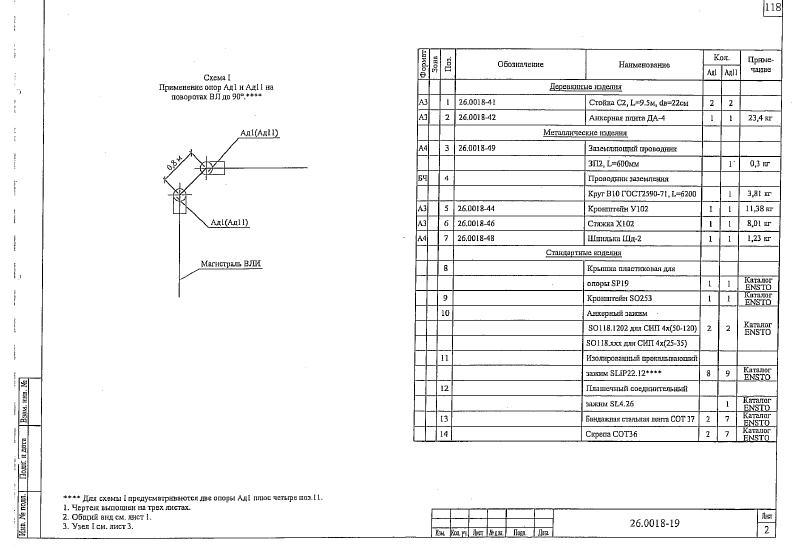 118
Схема I
Применение опор Ад1 и Ад11 на
поворотах ВЛ до 90°.****
Ад1(Ад11)
0,8 м
Ад1(Ад11)
Магистраль ВЛИ
Формат Зона Поз. Обозначение Наименование Кол. Приме-
чание
Ад1 Ад11
Деревянные изделия
А3 1 26.0018-41 Стойка С2, L=9.5м, dв=22см 2 2
А3 2 26.0018-42 Анкерная плита ДА-4 1 1 23,4 кг
Металлические изделия
А4 3 26.0018-49 Заземляющий проводник
ЗП2, L=600мм 1 0,3 кг
БЧ 4 Проводник заземления
Круг В10 ГОСТ2590-71, L=6200 1 3,81 кг
А3 5 26.0018-44 Кронштейн У102 1 1 11,38 кг
А3 6 26.0018-46 Стяжка Х102 1 1 8,01 кг
А4 7 26.0018-48 Шпилька Шд-2 1 1 1,23 кг
Стандартные изделия
8 Крышка пластиковая для
опоры SP19 1 1 Каталог ENSTO
9 Кронштейн SO253 1 1 Каталог ENSTO
10 Анкерный зажим
SO118.1202 для СИП 4х(50-120) 2 2 Каталог ENSTO
SO118.xxx для СИП 4х(25-35)
11 Изолированный прокалывающий
зажим SLIP22.12**** 8 9 Каталог ENSTO
12 Плашечный соединительный
зажим SL4.26 1 Каталог ENSTO
13 Бандажная стальная лента COT 37 2 7 Каталог ENSTO
14 Скрепа COT36 2 7 Каталог ENSTO
**** Для схемы I предусматриваются две опоры Ад1 плюс четыре поз.11.
1. Чертеж выполнен на трех листах.
2. Общий вид см. лист 1.
3. Узел I см. лист 3.
Взам. инв. №
Подп. и дата
Инв. № подл.
Изм. Кол. уч. Лист № док. Подп. Дата
26.0018-19
Лист
2